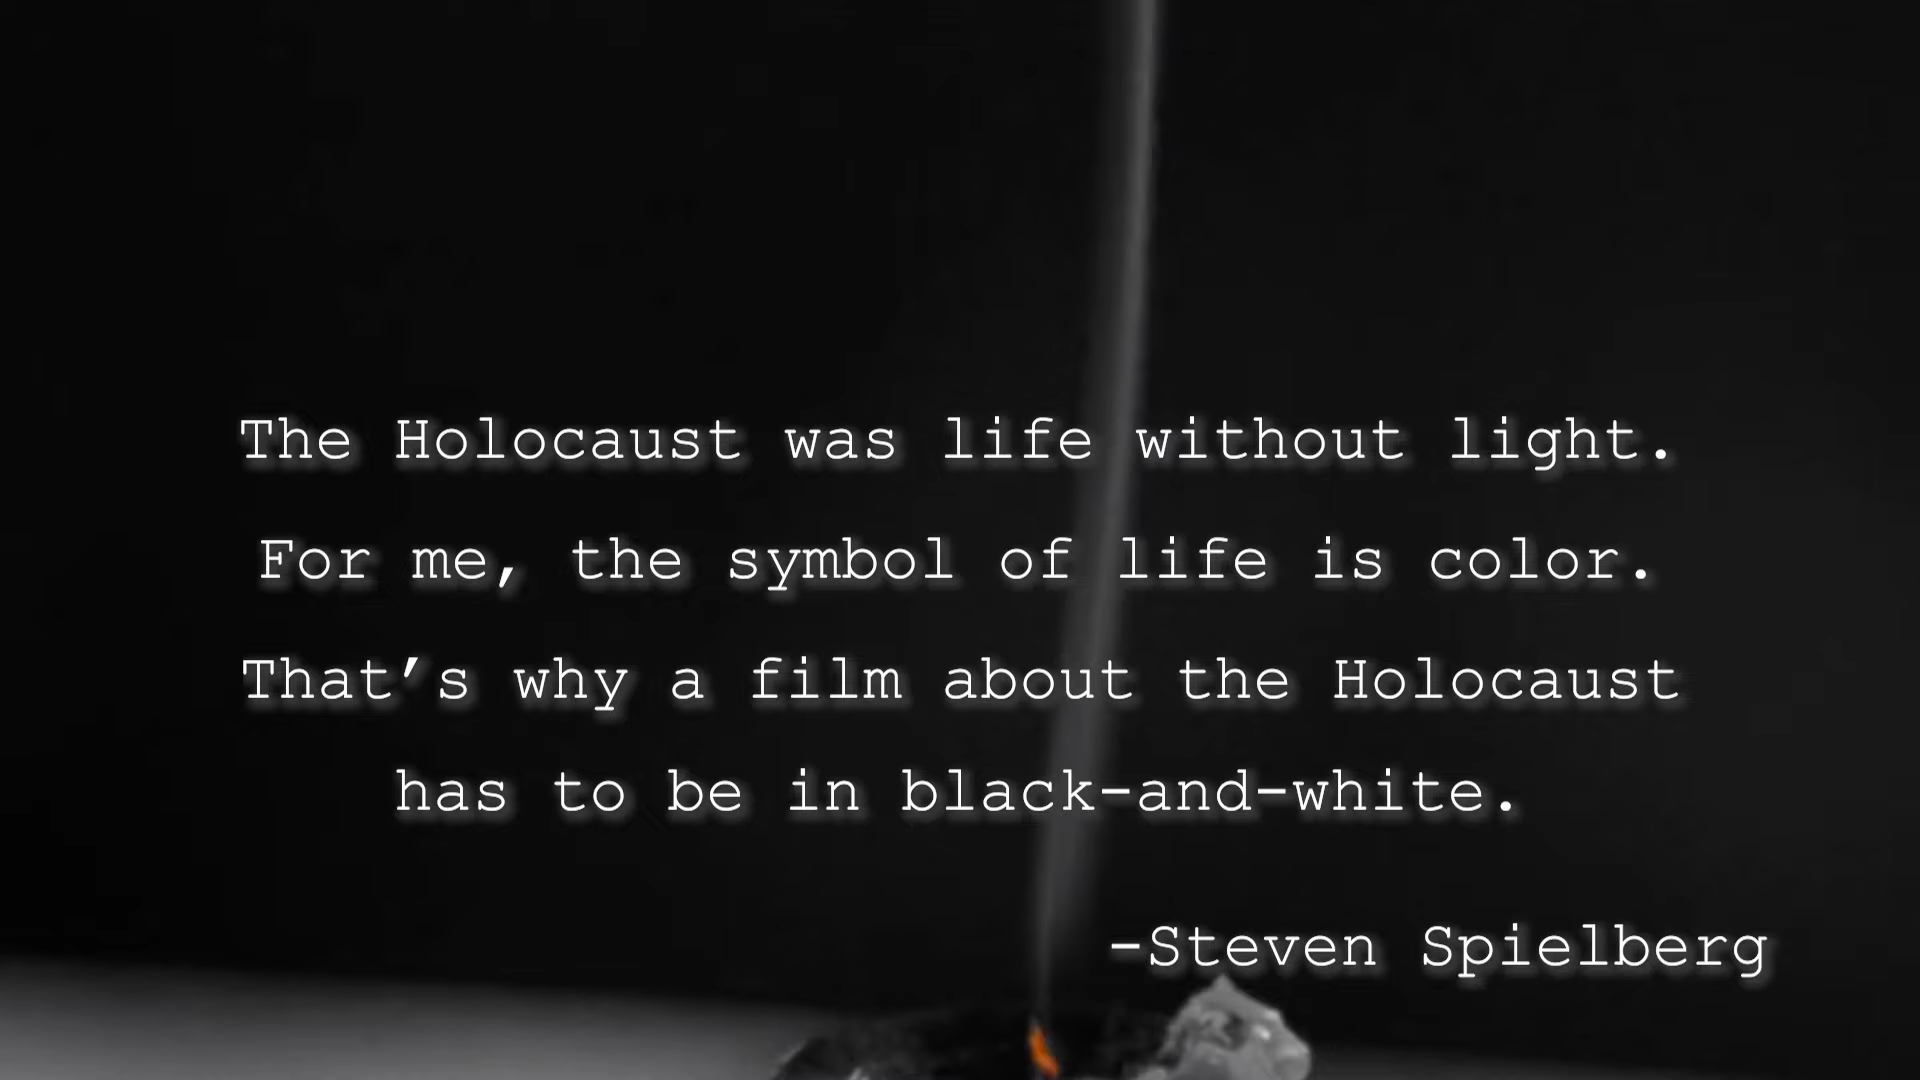 The Holocaust was life without light.
For me, the symbol of life is color.
That’s why a film about the Holocaust
has to be in black-and-white.
-Steven Spielberg